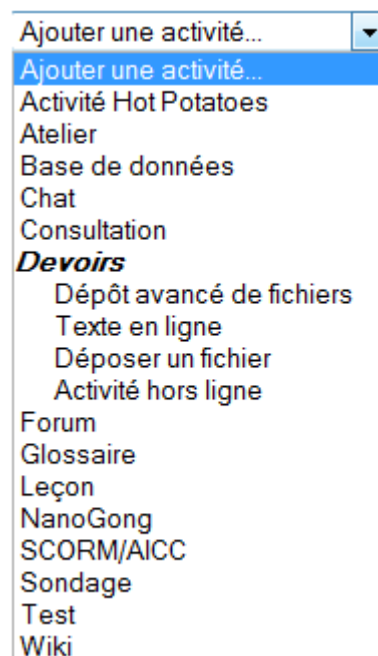 Ajouter une activité...
Ajouter une activité...
Activité Hot Potatoes
Atelier
Base de données
Chat
Consultation
Devoirs
Dépôt avancé de fichiers
Texte en ligne
Déposer un fichier
Activité hors ligne
Forum
Glossaire
Leçon
NanoGong
SCORM/AICC
Sondage
Test
Wiki